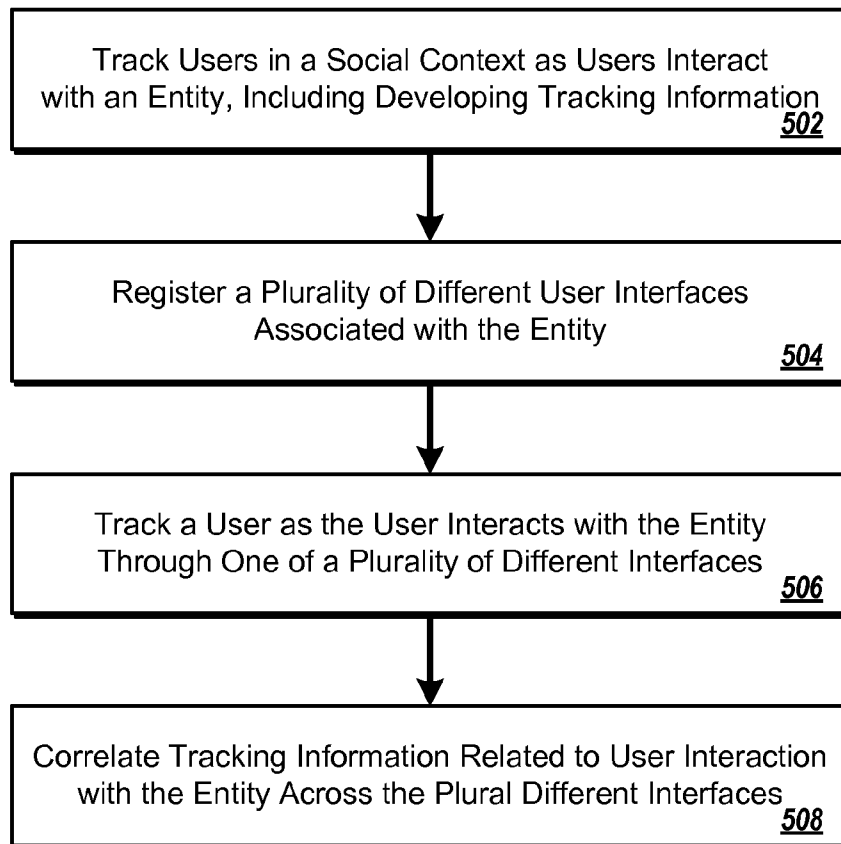 Track Users in a Social Context as Users Interact
with an Entity, Including Developing Tracking Information
502
Register a Plurality of Different User Interfaces
Associated with the Entity
504
Track a User as the User Interacts with the Entity
Through One of a Plurality of Different Interfaces
506
Correlate Tracking Information Related to User Interaction
with the Entity Across the Plural Different Interfaces
508